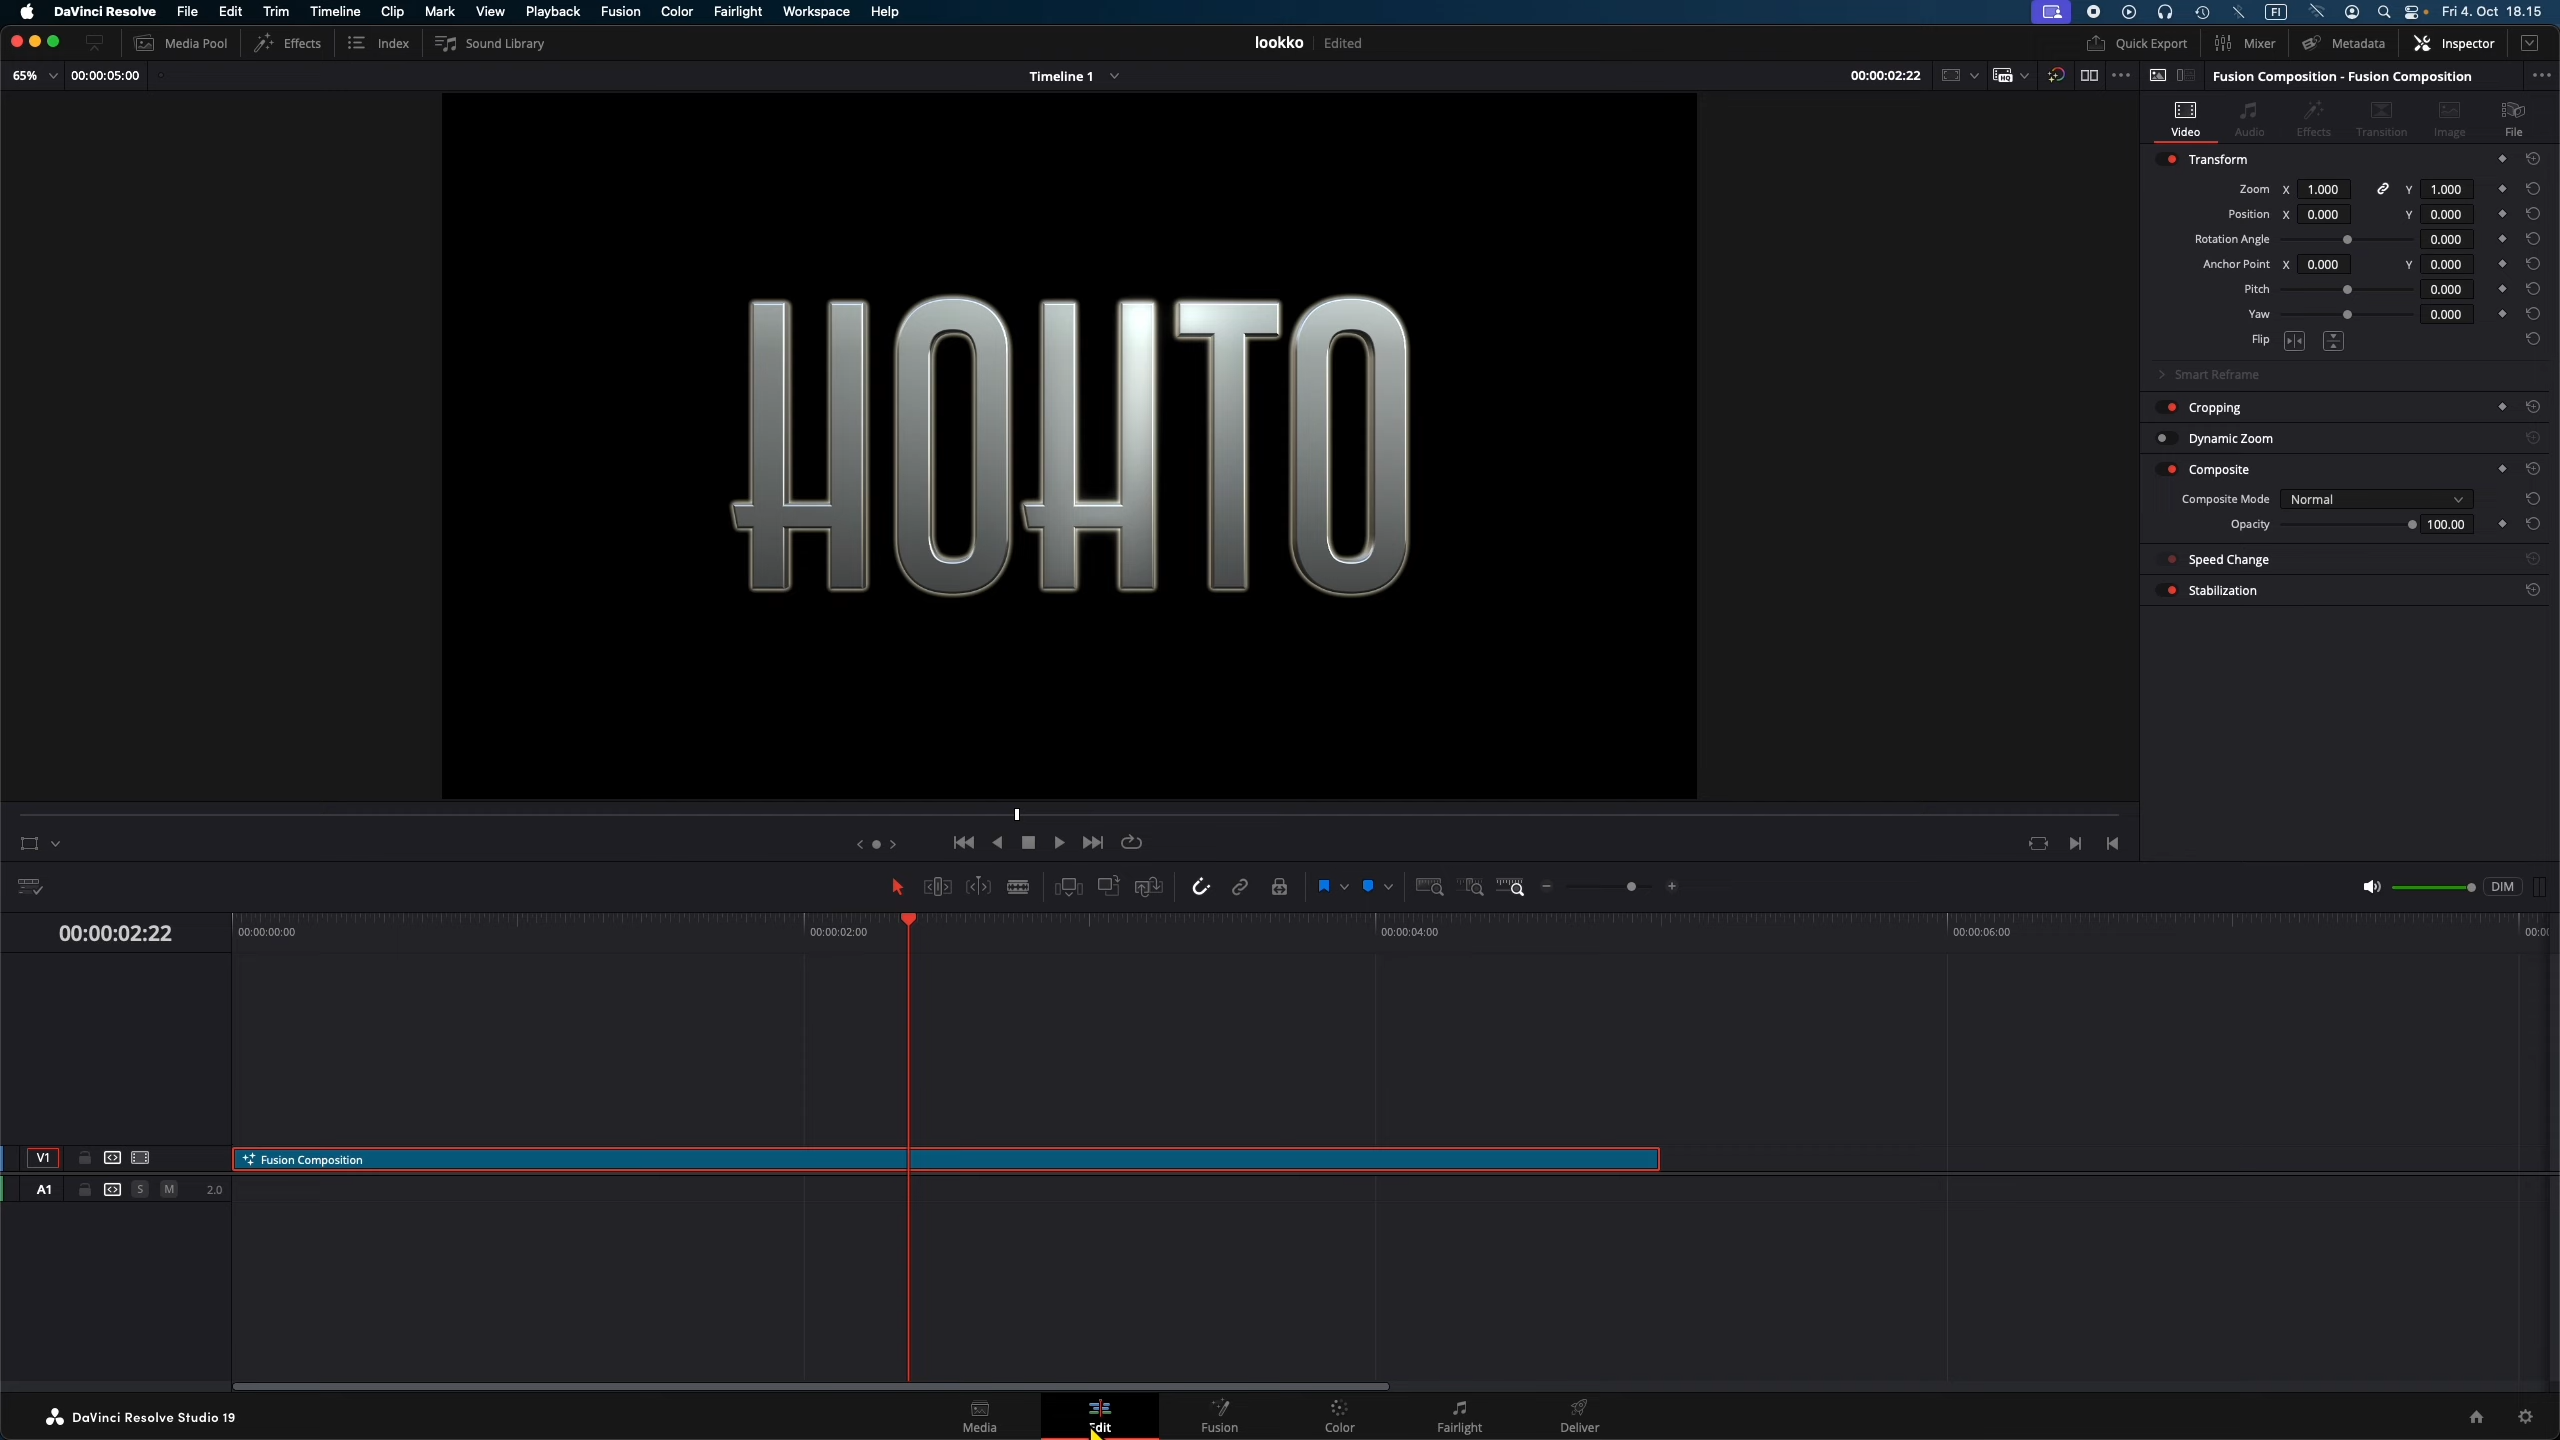 DaVinci Resolve File Edit Trim Timeline Clip Mark View Playback Fusion Color Fairlight Workspace Help FI Fri 4. Oct 18.15
Media Pool Effects Index Sound Library lookko Edited Quick Export Mixer Metadata Inspector
65% 00:00:05:00 Timeline 1 00:00:02:22 HQ Fusion Composition - Fusion Composition
Video Audio Effects Transition Image File
Transform
Zoom X 1.000 Y 1.000
Position X 0.000 Y 0.000
Rotation Angle 0.000
Anchor Point X 0.000 Y 0.000
Pitch 0.000
Yaw 0.000
Flip
Smart Reframe
Cropping
Dynamic Zoom
Composite
Composite Mode Normal
Opacity 100.00
Speed Change
Stabilization
HOHTO
DIM
00:00:02:22 00:00:00:00 00:00:02:00 00:00:04:00 00:00:06:00 00:00
V1 Fusion Composition
A1 S M 2.0
DaVinci Resolve Studio 19 Media Edit Fusion Color Fairlight Deliver